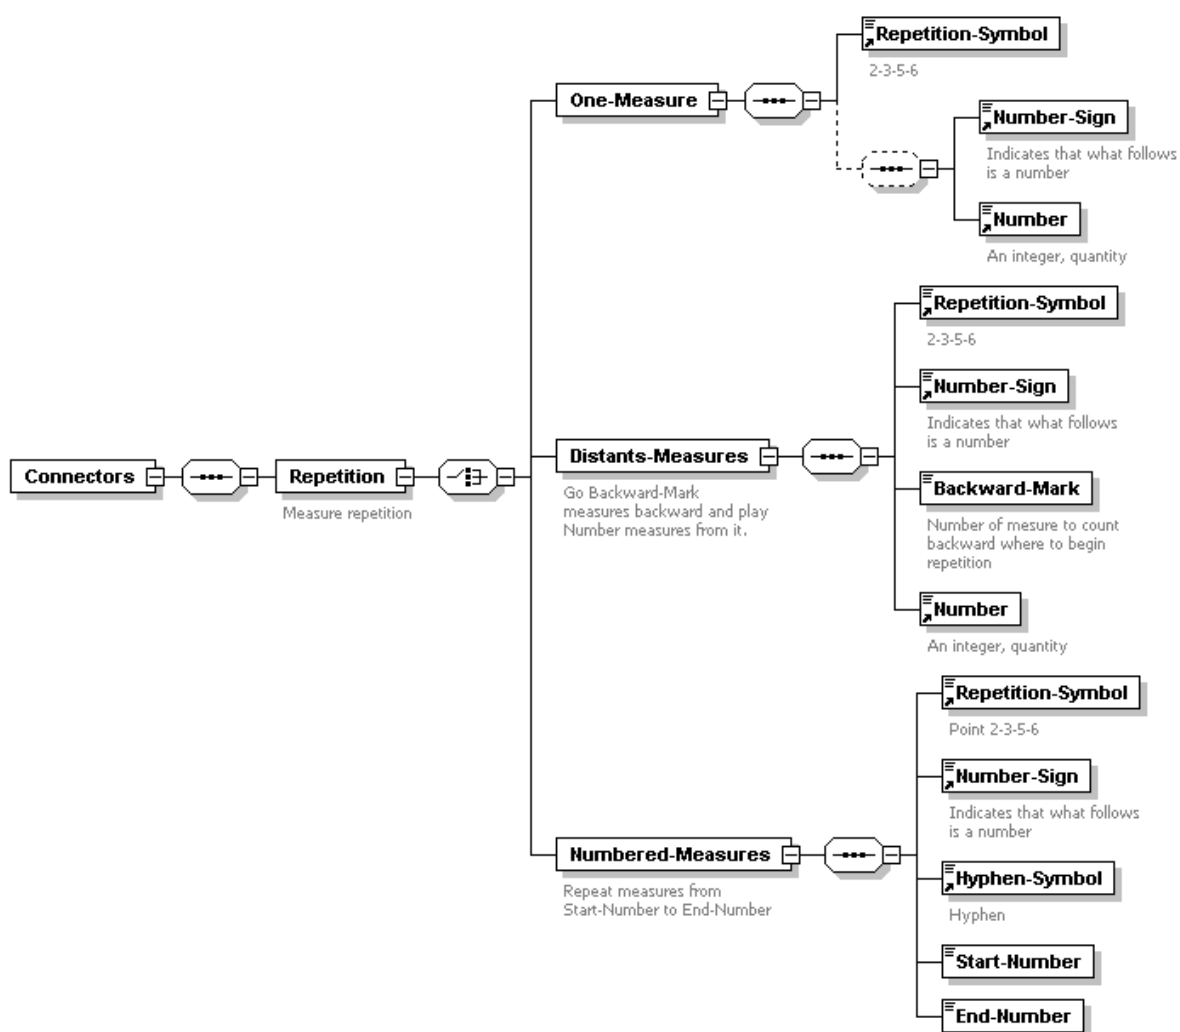 Repetition-Symbol
2-3-5-6
One-Measure
Number-Sign
Indicates that what follows
is a number
Number
An integer, quantity
Repetition-Symbol
2-3-5-6
Number-Sign
Indicates that what follows
is a number
Connectors
Repetition
Measure repetition
Distants-Measures
Go Backward-Mark
measures backward and play
Number measures from it.
Backward-Mark
Number of mesure to count
backward where to begin
repetition
Number
An integer, quantity
Repetition-Symbol
Point 2-3-5-6
Number-Sign
Indicates that what follows
is a number
Numbered-Measures
Repeat measures from
Start-Number to End-Number
Hyphen-Symbol
Hyphen
Start-Number
End-Number